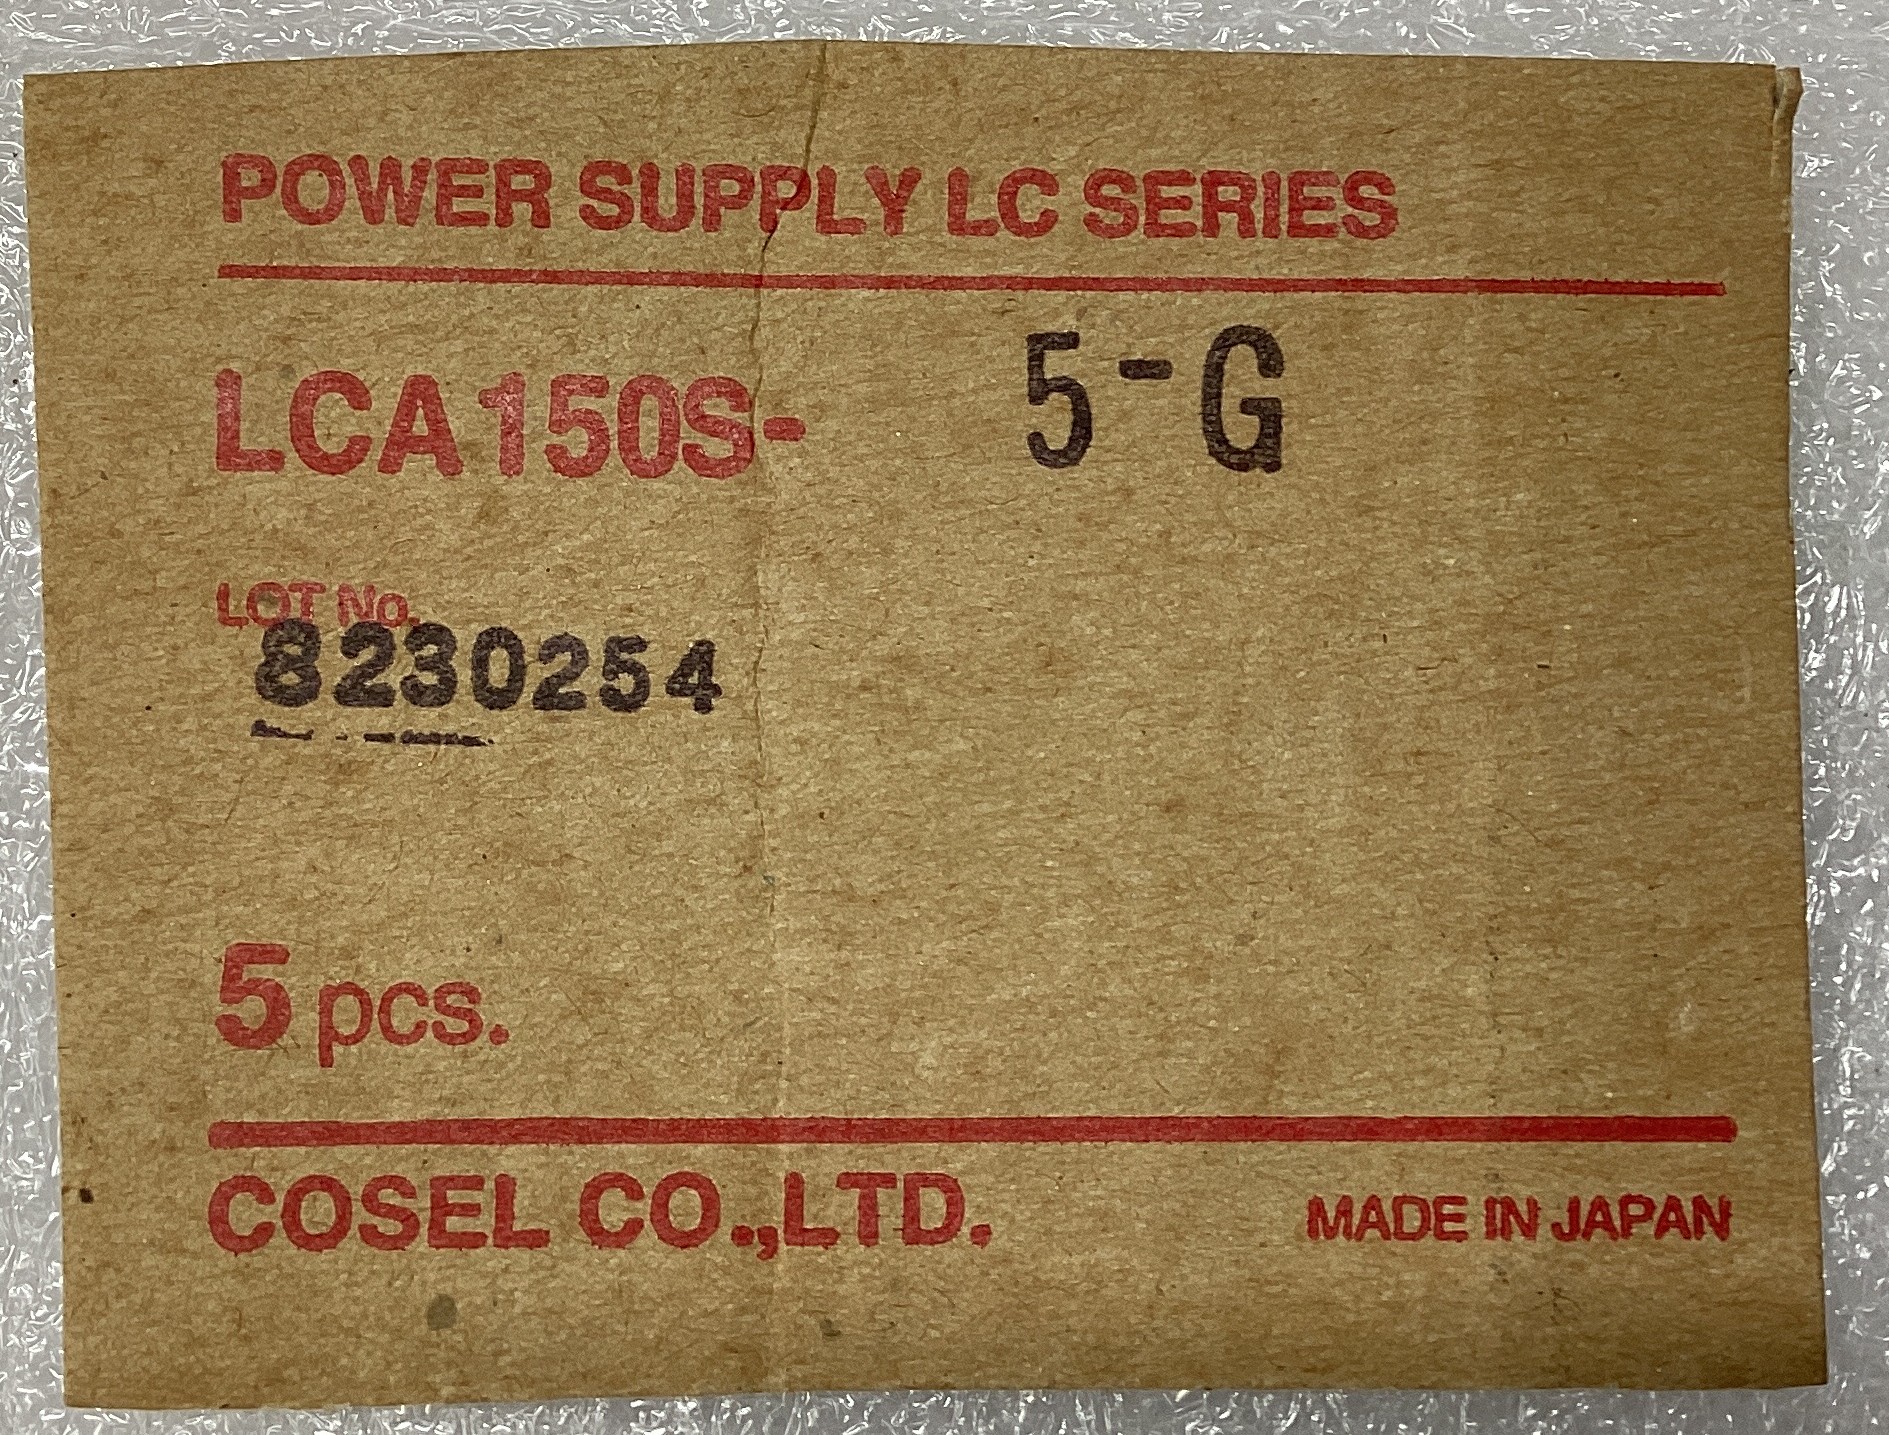 POWER SUPPLY LC SERIES
LCA150S- 5-G
LOT No.
8230254
5 pcs.
COSEL CO.,LTD. MADE IN JAPAN